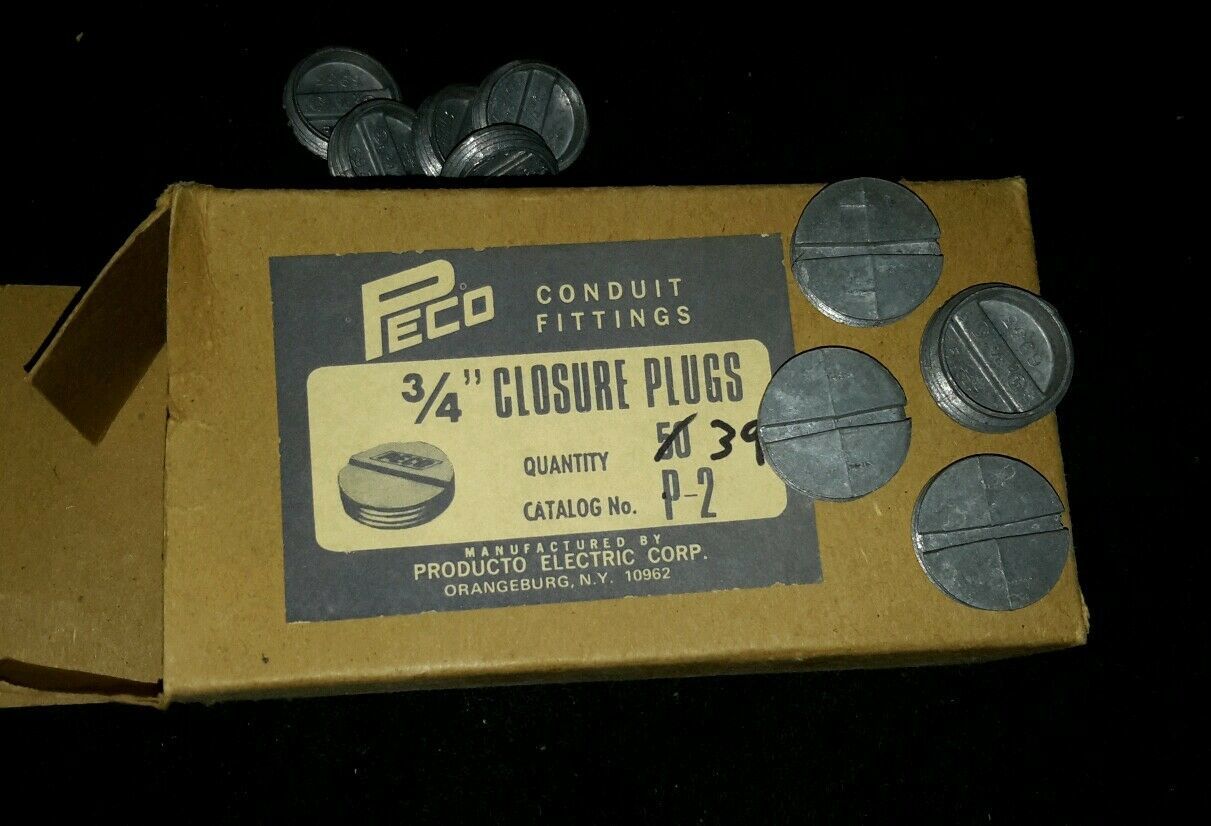 PECO
CONDUIT
FITTINGS
3/4" CLOSURE PLUGS
PECO
QUANTITY 50 39
CATALOG No. P-2
MANUFACTURED BY
PRODUCTO ELECTRIC CORP.
ORANGEBURG, N.Y. 10962